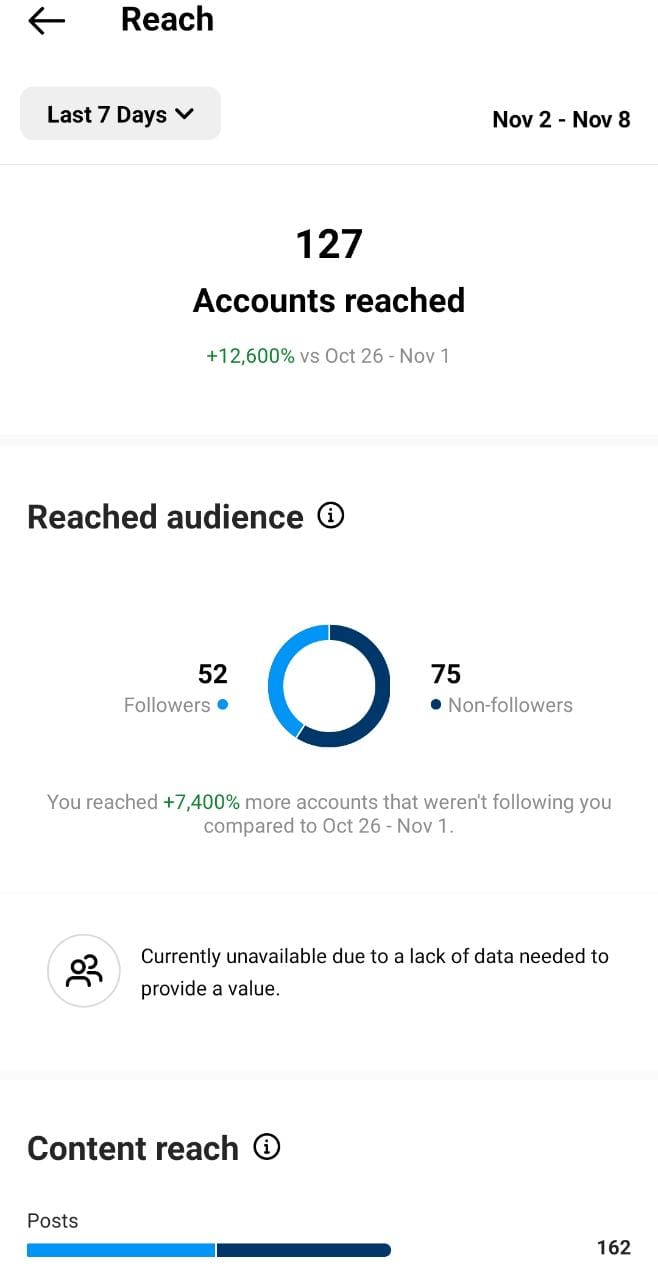 Reach
Last 7 Days
Nov 2 - Nov 8
127
Accounts reached
+12,600% vs Oct 26 - Nov 1
Reached audience
52
Followers
75
Non-followers
You reached +7,400% more accounts that weren't following you
compared to Oct 26 - Nov 1.
Currently unavailable due to a lack of data needed to
provide a value.
Content reach
Posts
162